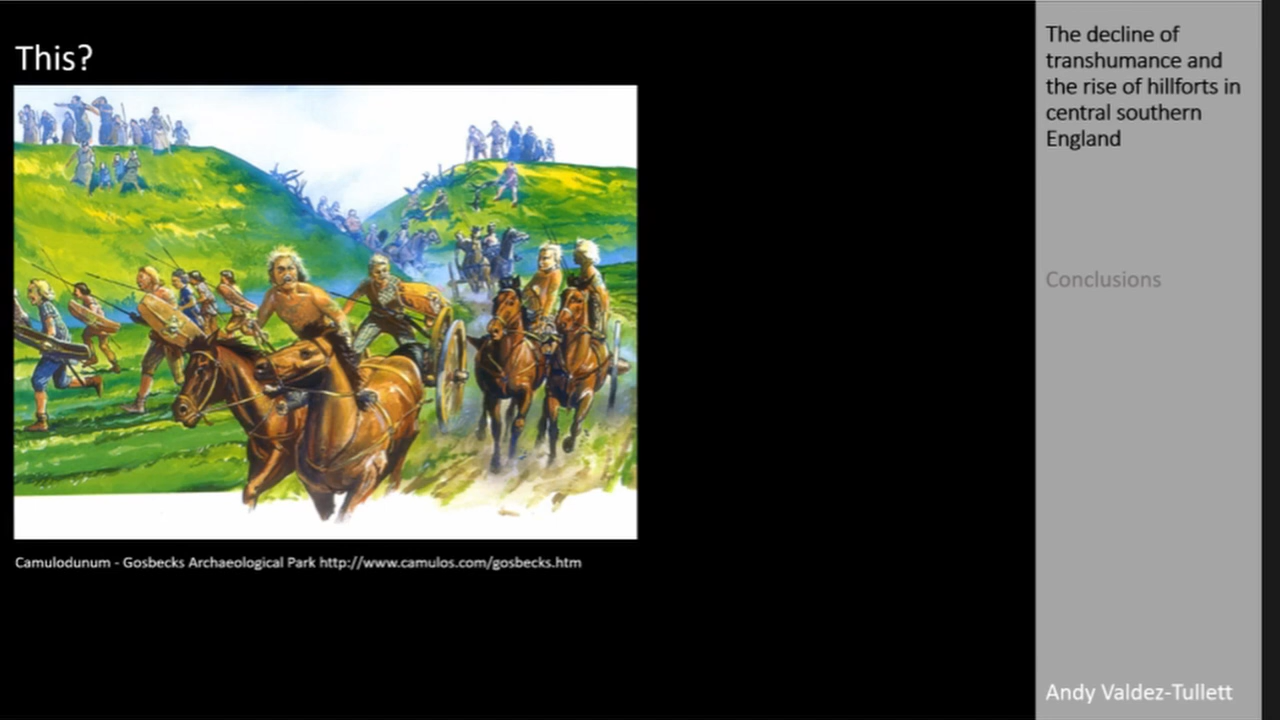 This?
Camulodunum - Gosbecks Archaeological Park http://www.camulos.com/gosbecks.htm
The decline of
transhumance and
the rise of hillforts in
central southern
England
Conclusions
Andy Valdez-Tullett